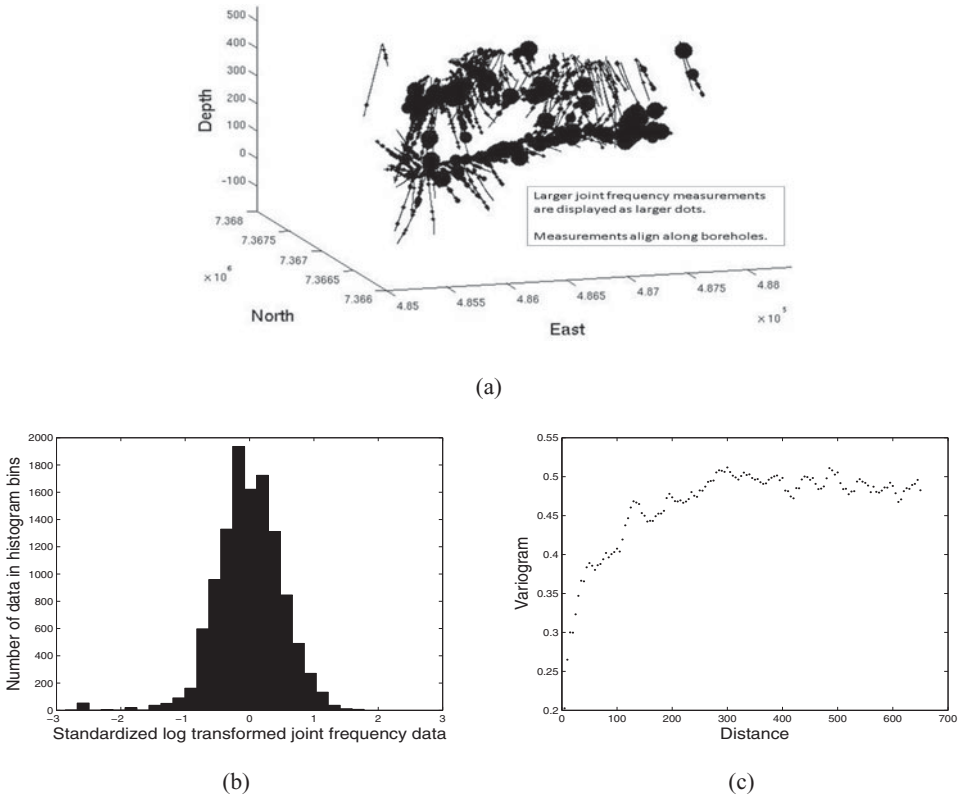 500
400
300
200
100
0
−100
Depth
7.368
7.3675
7.367
7.3665
7.366
× 10 6
North
4.85
4.855
4.86
4.865
4.87
4.875
4.88
× 10 5
East
Larger joint frequency measurements
are displayed as larger dots.
Measurements align along boreholes.
(a)
2000
1800
1600
1400
1200
1000
800
600
400
200
0
Number of data in histogram bins
−3 −2 −1 0 1 2 3
Standardized log transformed joint frequency data
(b)
0.55
0.5
0.45
0.4
0.35
0.3
0.25
0.2
Variogram
0 100 200 300 400 500 600 700
Distance
(c)